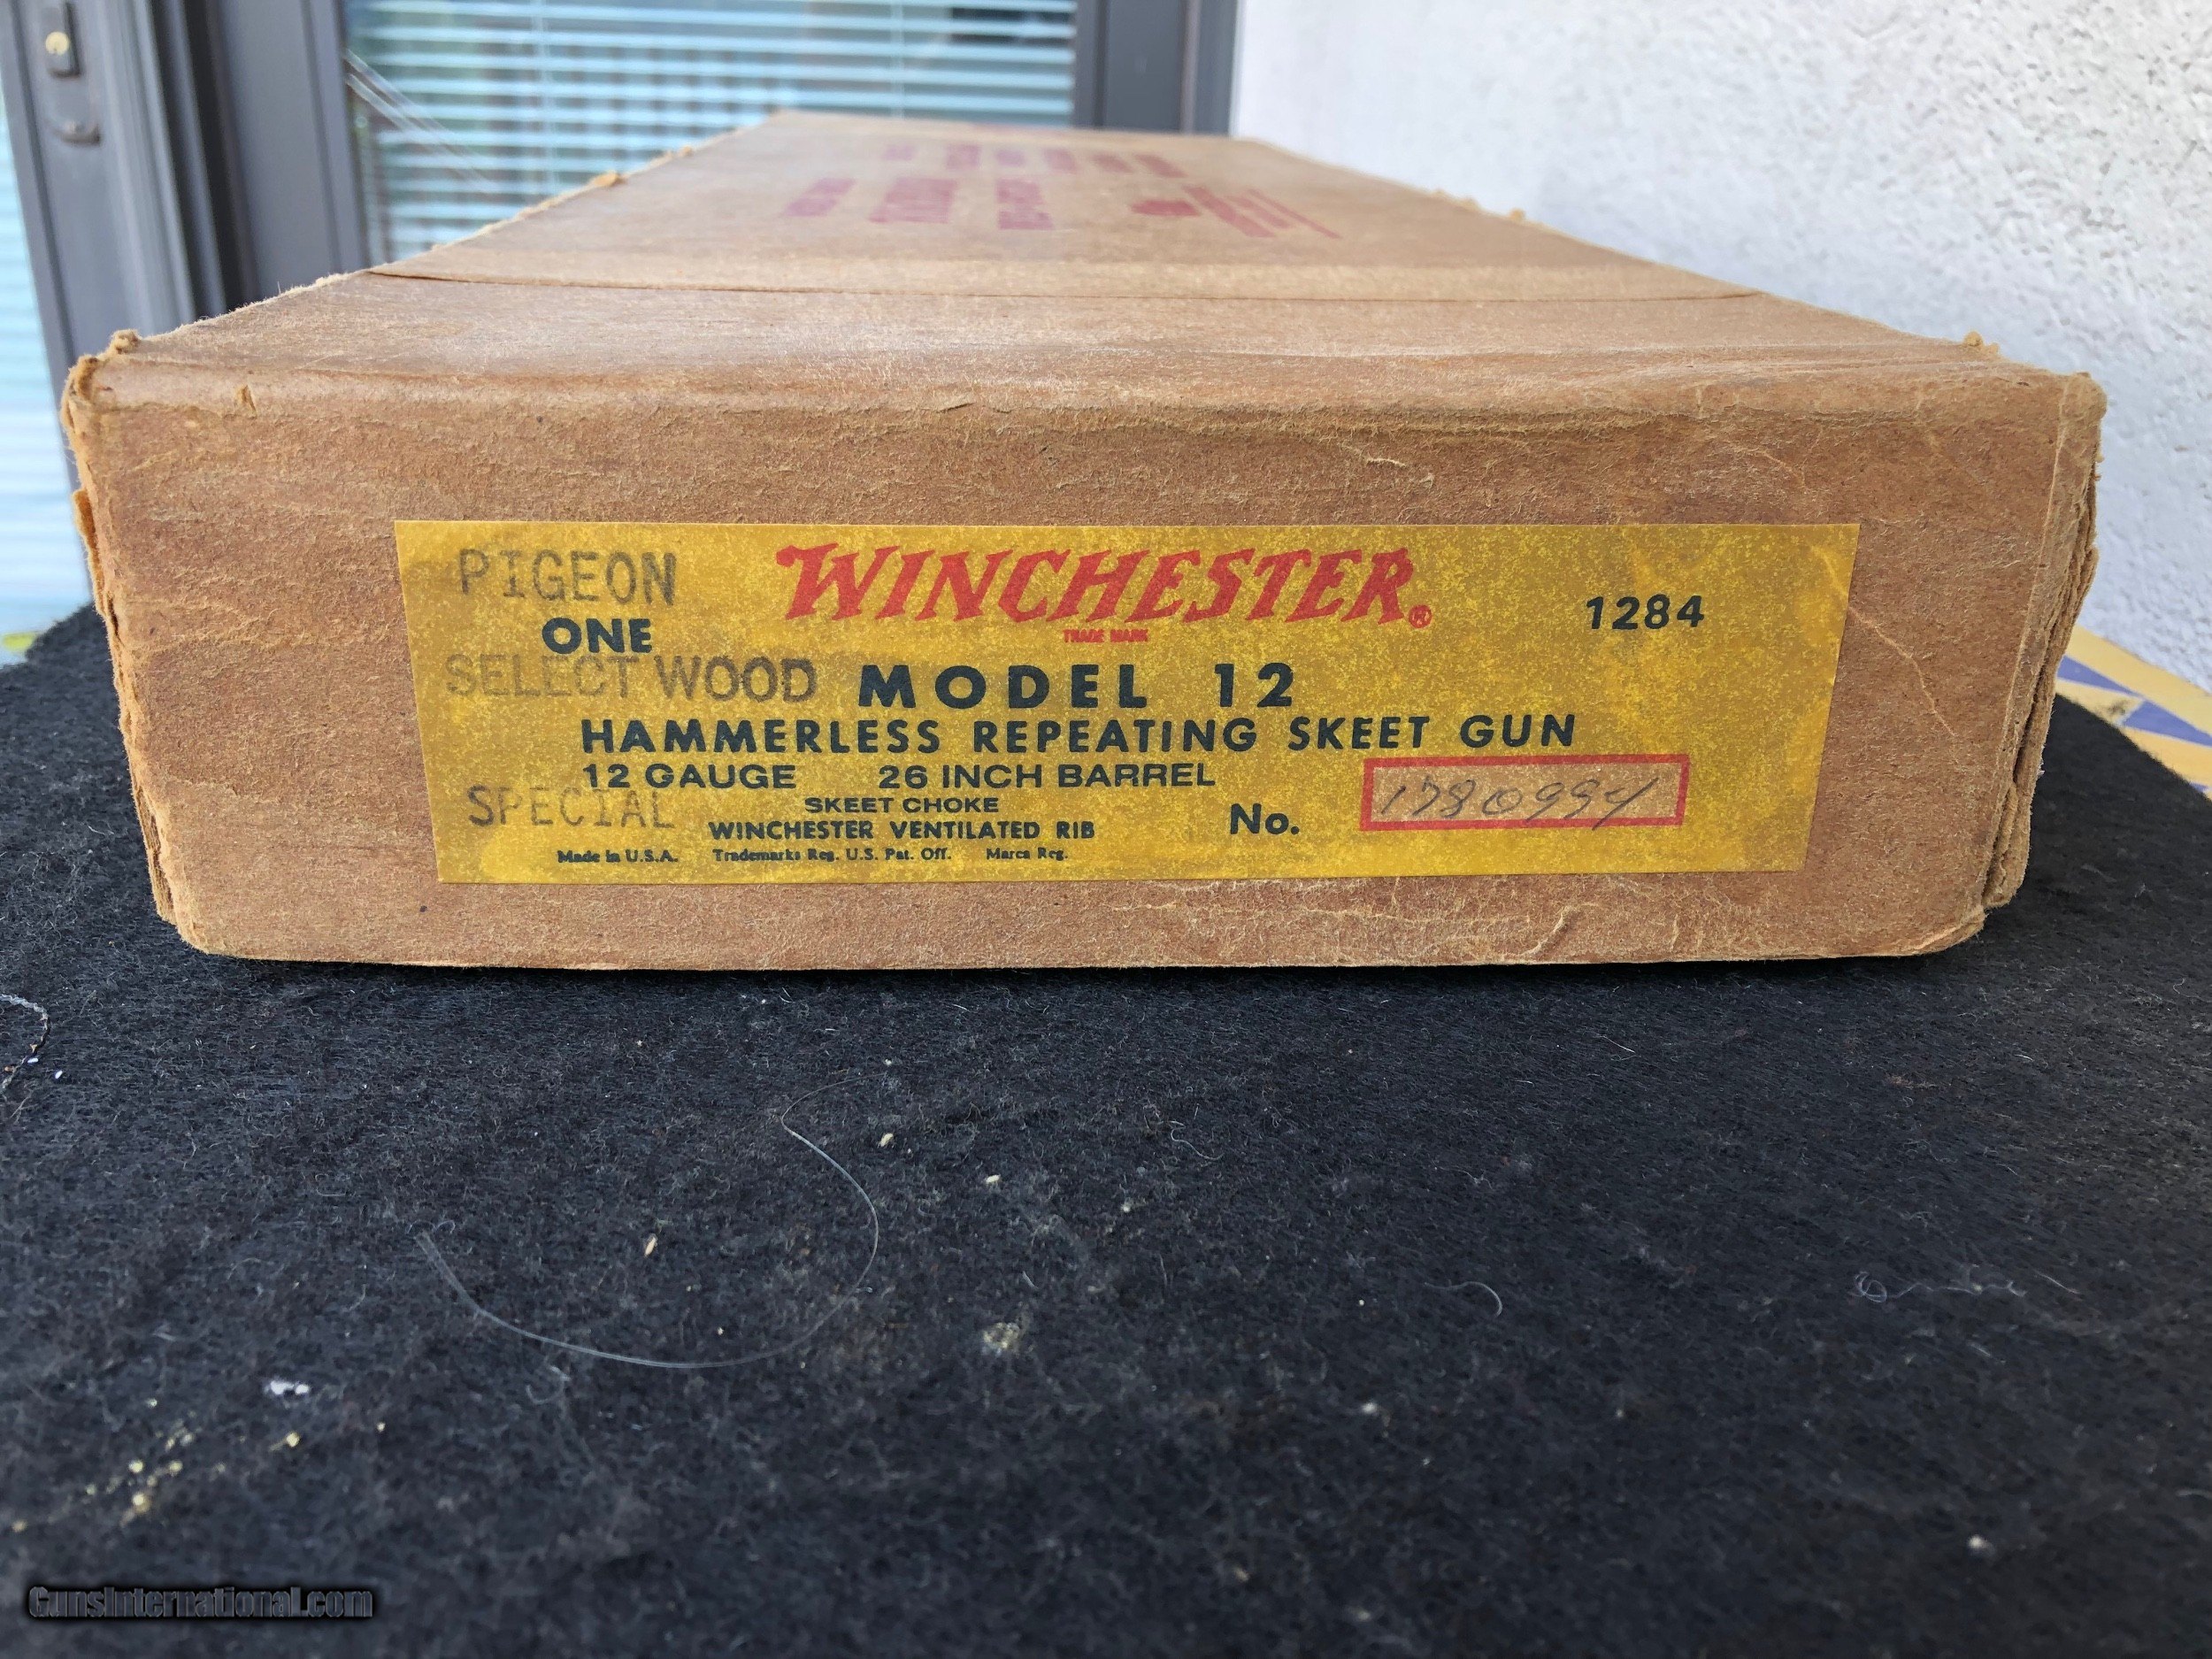 PIGEON
WINCHESTER®
TRADE MARK
1284
ONE
SELECT WOOD
MODEL 12
HAMMERLESS REPEATING SKEET GUN
12 GAUGE 26 INCH BARREL
SPECIAL
SKEET CHOKE
WINCHESTER VENTILATED RIB
No. 1780994
Made in U.S.A. Trademarks Reg. U.S. Pat. Off. Marca Reg.
GunsInternational.com